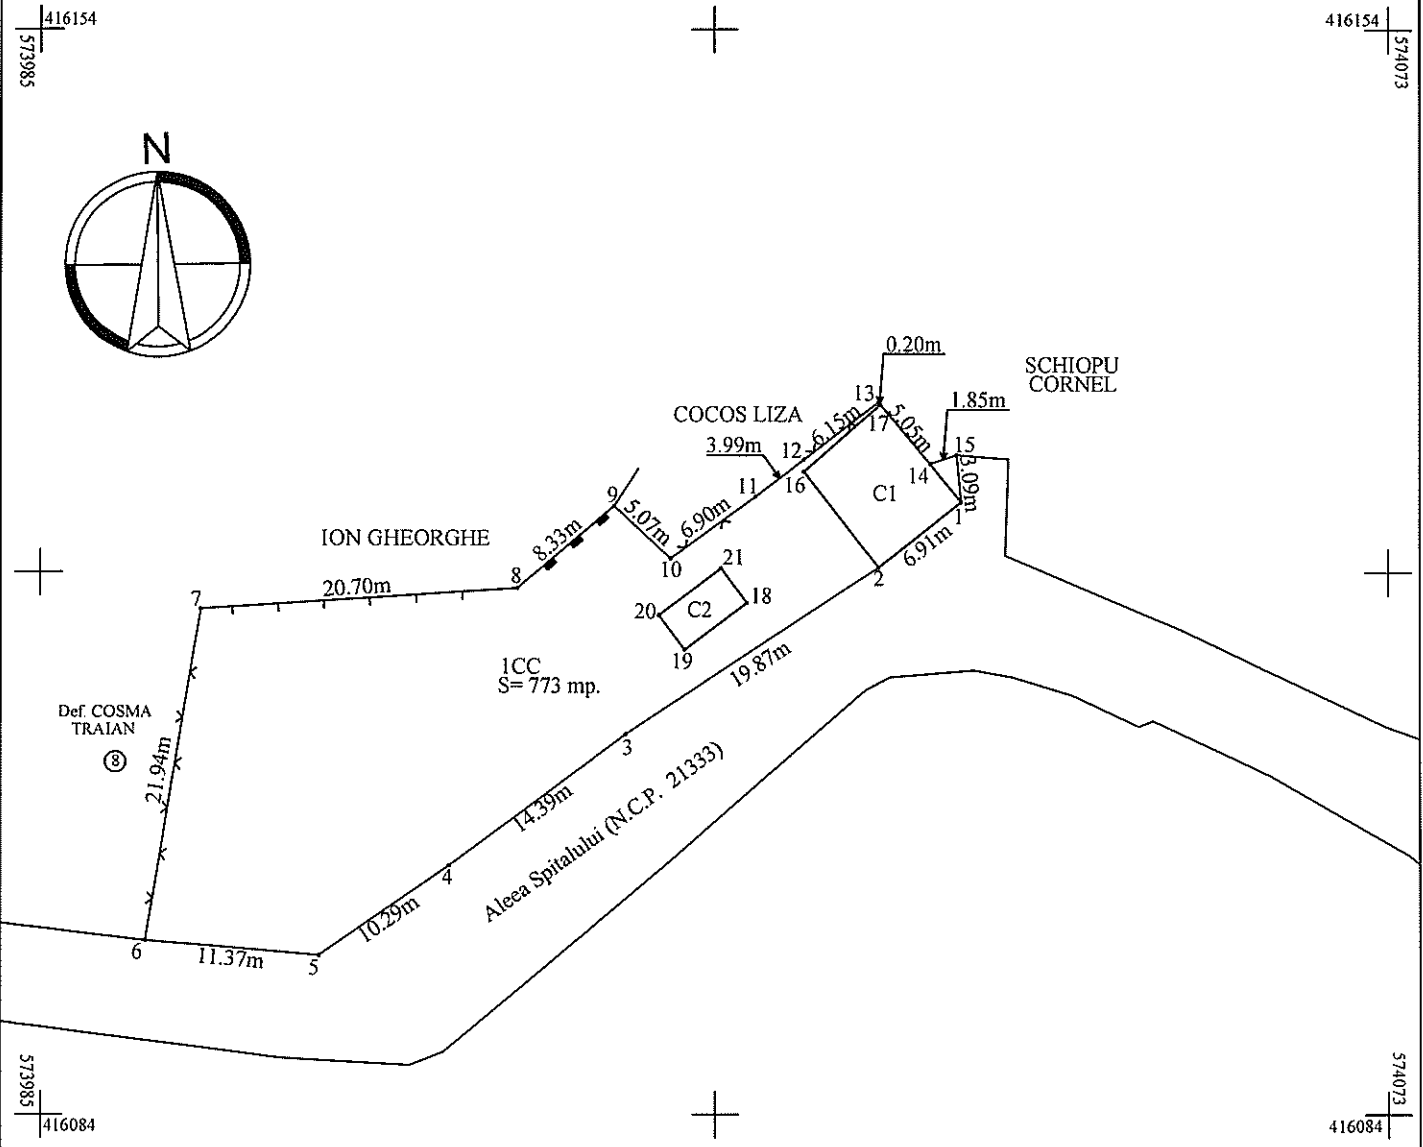 416154
416154
573985
574073
N
0.20m
SCHIOPU
CORNEL
13
1.85m
COCOS LIZA
6.15m
17
5.05m
3.99m
12
15
14
16
3.09m
C1
11
9
5.07m
6.90m
1
ION GHEORGHE
8.33m
6.91m
10
21
8
2
20.70m
7
18
20
C2
19
1CC
S= 773 mp.
19.87m
Def. COSMA
TRAIAN
8
3
21.94m
14.39m
Aleea Spitalului (N.C.P. 21333)
4
10.29m
6
11.37m
5
573985
574073
416084
416084